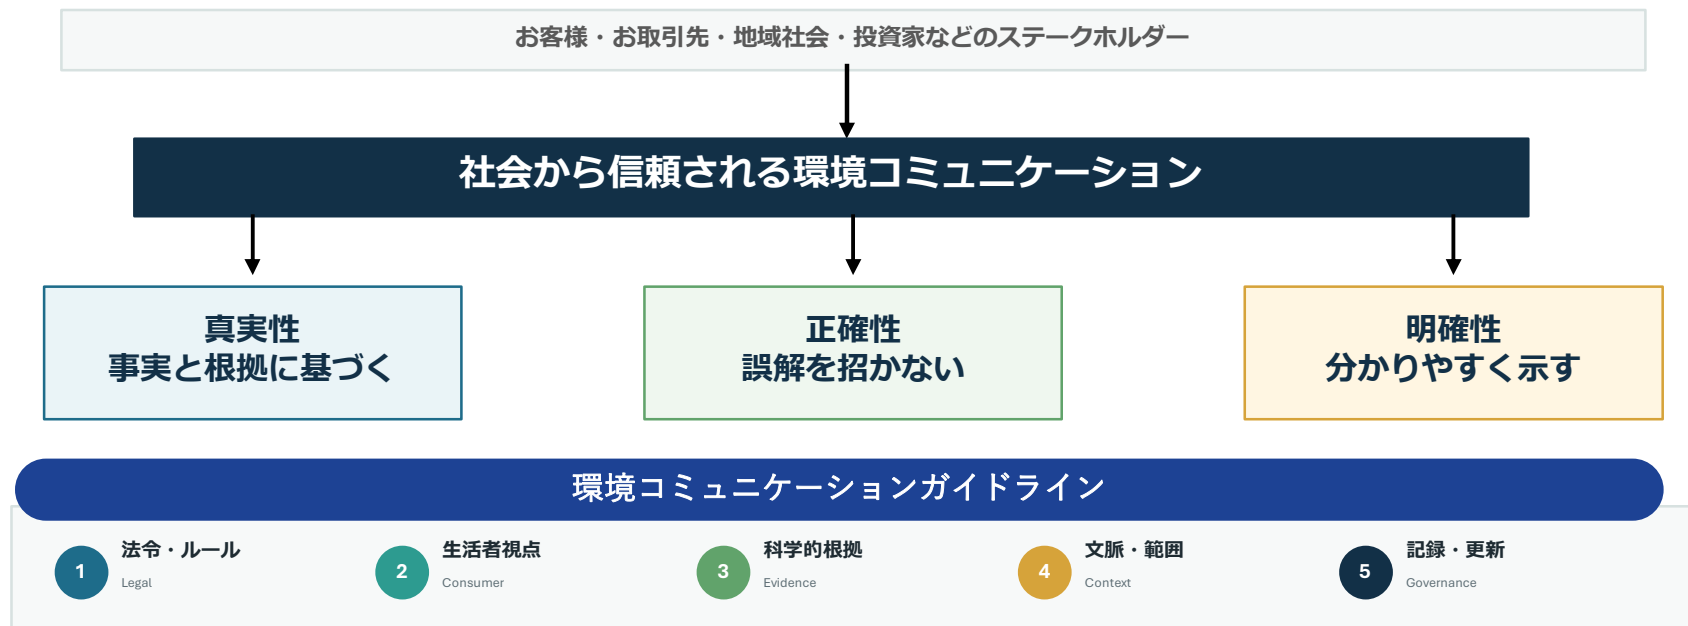 お客様・お取引先・地域社会・投資家などのステークホルダー
社会から信頼される環境コミュニケーション
真実性
事実と根拠に基づく
正確性
誤解を招かない
明確性
分かりやすく示す
環境コミュニケーションガイドライン
1
法令・ルール
Legal
2
生活者視点
Consumer
3
科学的根拠
Evidence
4
文脈・範囲
Context
5
記録・更新
Governance